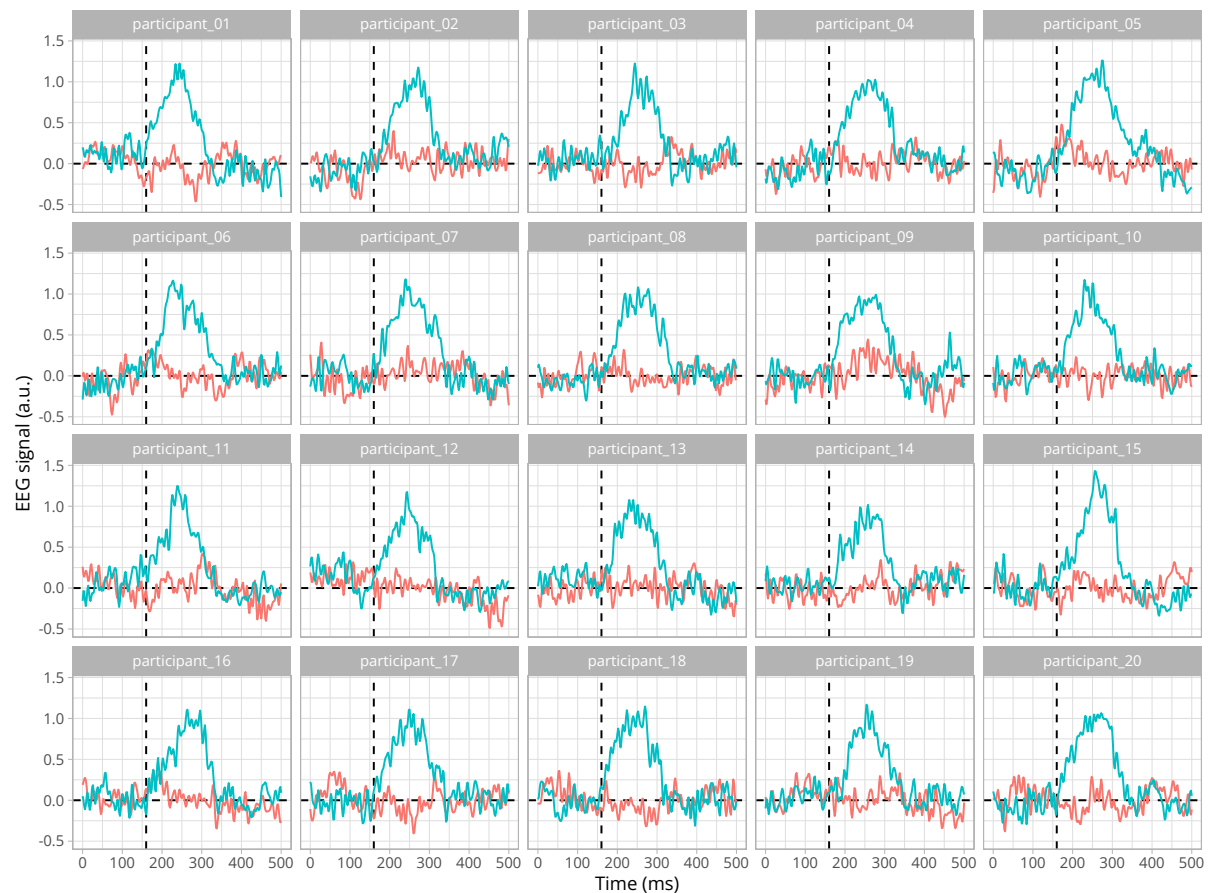 participant_01 participant_02 participant_03 participant_04 participant_05
1.5
1.0
0.5
0.0
-0.5
participant_06 participant_07 participant_08 participant_09 participant_10
1.5
1.0
0.5
0.0
-0.5
EEG signal (a.u.)
participant_11 participant_12 participant_13 participant_14 participant_15
1.5
1.0
0.5
0.0
-0.5
participant_16 participant_17 participant_18 participant_19 participant_20
1.5
1.0
0.5
0.0
-0.5
0 100 200 300 400 500 0 100 200 300 400 500 0 100 200 300 400 500 0 100 200 300 400 500 0 100 200 300 400 500
Time (ms)